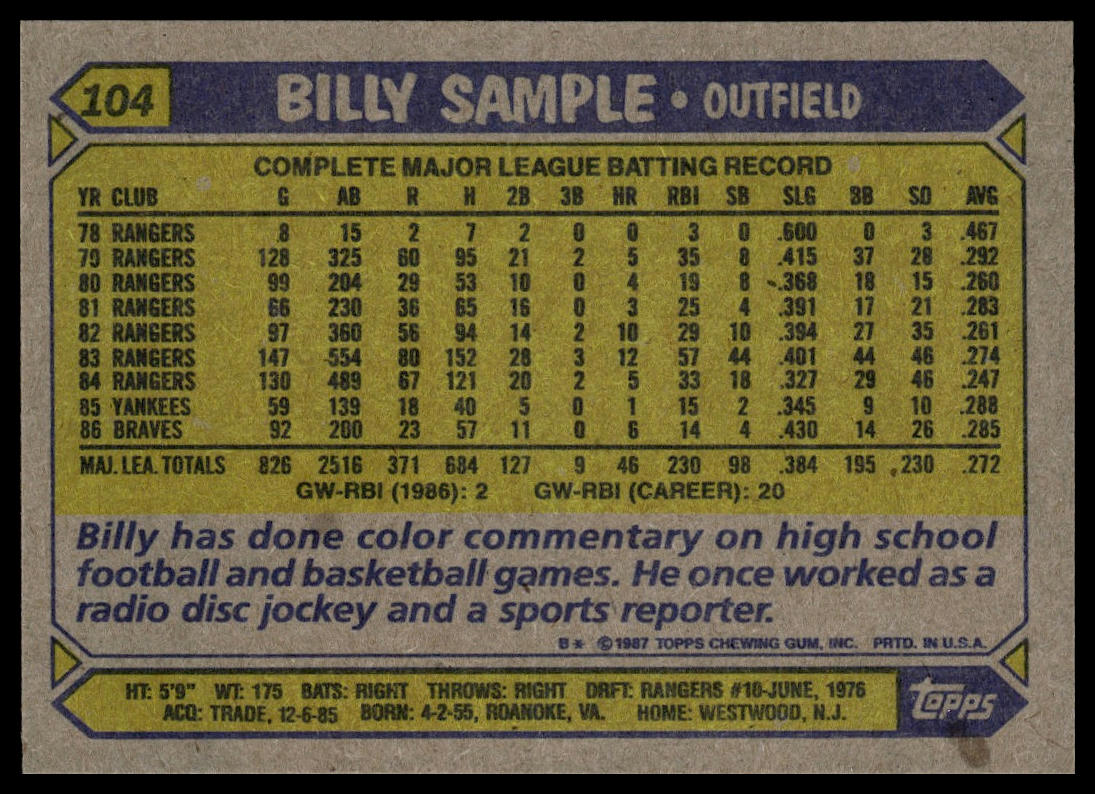 104 BILLY SAMPLE • OUTFIELD
COMPLETE MAJOR LEAGUE BATTING RECORD
YR CLUB G AB R H 2B 3B HR RBI SB SLG BB SO AVG
78 RANGERS 8 15 2 7 2 0 0 3 0 .600 0 3 .467
79 RANGERS 128 325 60 95 21 2 5 35 8 .415 37 28 .292
80 RANGERS 99 204 29 53 10 0 4 19 8 .368 18 15 .260
81 RANGERS 66 230 36 65 16 0 3 25 4 .391 17 21 .283
82 RANGERS 97 360 56 94 14 2 10 29 10 .394 27 35 .261
83 RANGERS 147 554 80 152 28 3 12 57 44 .401 44 46 .274
84 RANGERS 130 489 67 121 20 2 5 33 18 .327 29 46 .247
85 YANKEES 59 139 18 40 5 0 1 15 2 .345 9 10 .288
86 BRAVES 92 200 23 57 11 0 6 14 4 .430 14 26 .285
MAJ. LEA. TOTALS 826 2516 371 684 127 9 46 230 98 .384 195 230 .272
GW-RBI (1986): 2 GW-RBI (CAREER): 20
Billy has done color commentary on high school
football and basketball games. He once worked as a
radio disc jockey and a sports reporter.
B* ©1987 TOPPS CHEWING GUM, INC. PRTD. IN U.S.A.
HT: 5'9" WT: 175 BATS: RIGHT THROWS: RIGHT DRFT: RANGERS #10-JUNE, 1976
ACQ: TRADE, 12-6-85 BORN: 4-2-55, ROANOKE, VA. HOME: WESTWOOD, N.J.
topps